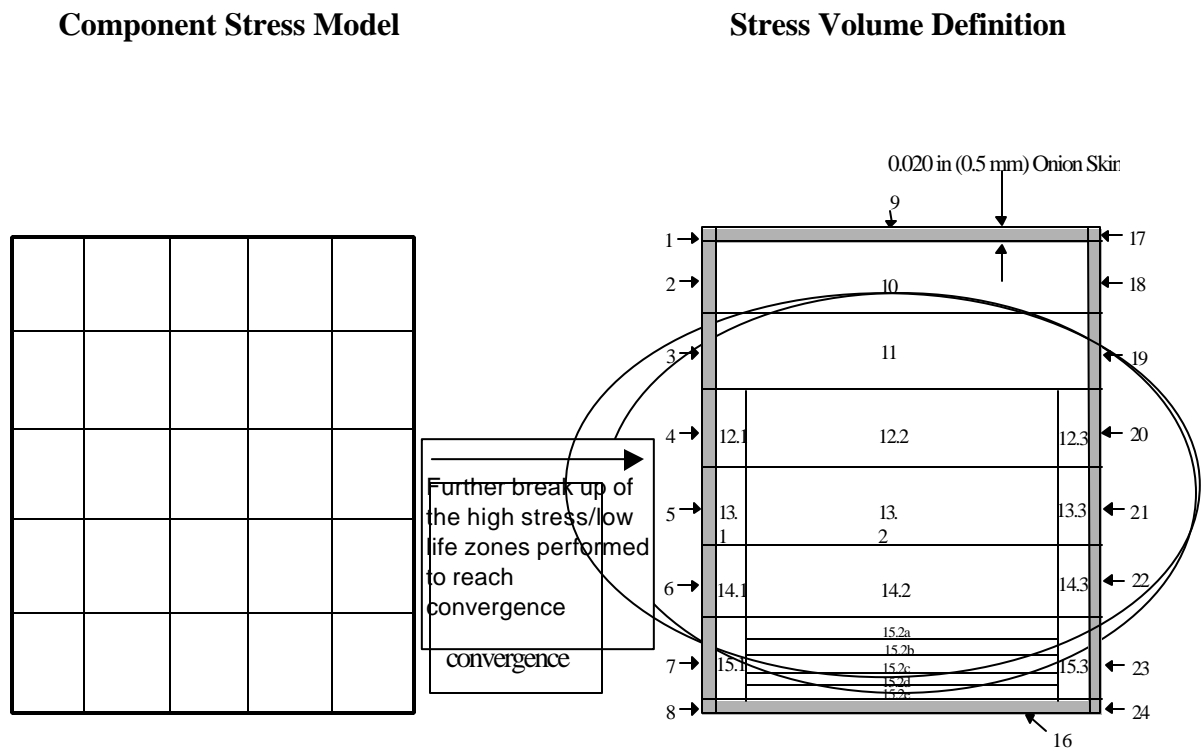 Component Stress Model
Stress Volume Definition
0.020 in (0.5 mm) Onion Skin
9
1
17
2
10
18
3
11
19
4
12.1
12.2
12.3
20
Further break up of
the high stress/low
life zones performed
to reach
convergence
convergence
5
13.
1
13.
2
13.3
21
6
14.1
14.2
14.3
22
15.2a
15.2b
7
15.1
15.2c
15.3
23
15.2d
15.2e
8
24
16